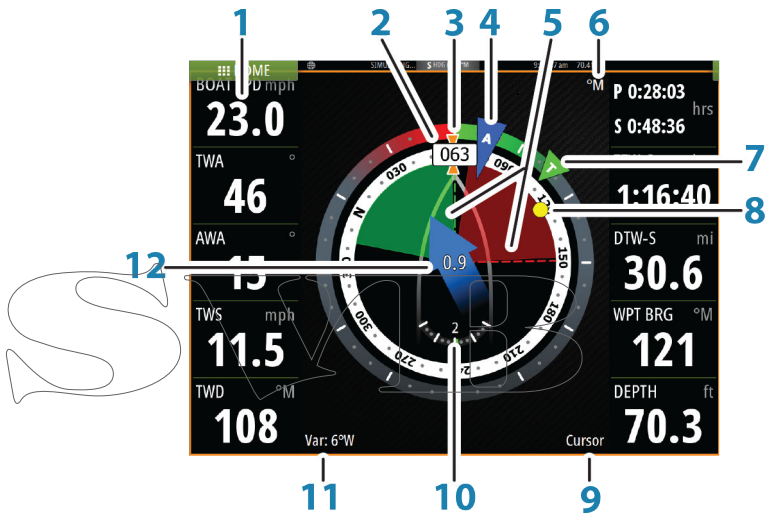 1
2
3
4
5
6
7
8
9
10
11
12
HOME
°M
BOAT SPD mph
23.0
TWA °
46
AWA °
15
TWS mph
11.5
TWD °M
108
063
A
T
030
N
150
180
210
270
300
0.9
2
Var: 6°W
Cursor
P 0:28:03
hrs
S 0:48:36
1:16:40
DTW-S mi
30.6
WPT BRG °M
121
DEPTH ft
70.3
SVB